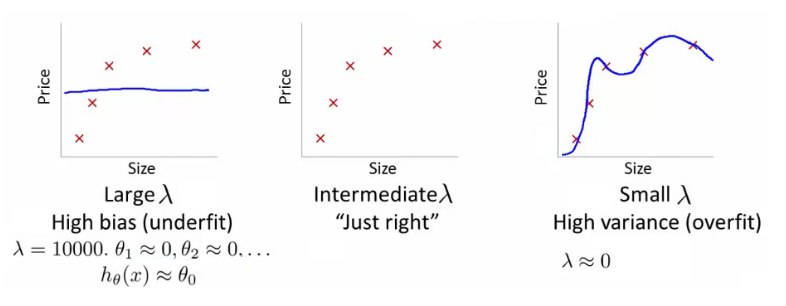 Price
Size
Large λ
High bias (underfit)
λ = 10000. θ₁ ≈ 0, θ₂ ≈ 0, . . .
hθ(x) ≈ θ₀
Price
Size
Intermediate λ
“Just right”
Price
Size
Small λ
High variance (overfit)
λ ≈ 0